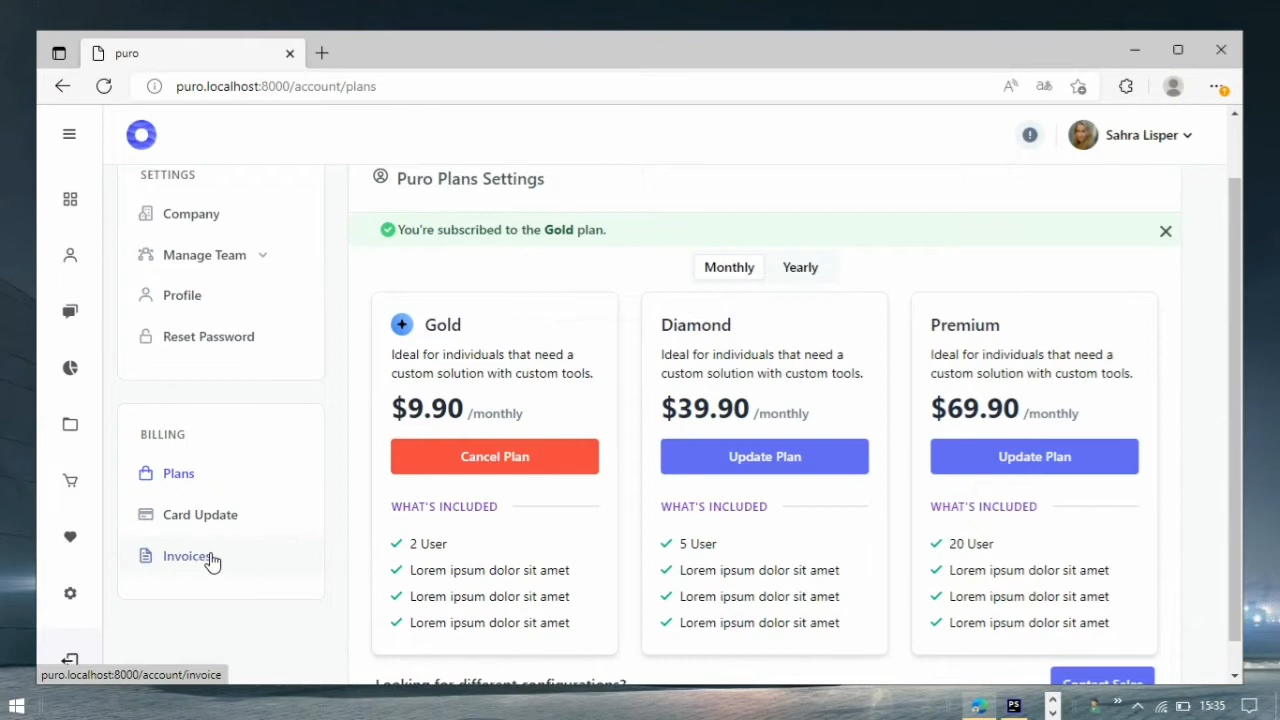 puro
puro.localhost:8000/account/plans
Sahra Lisper
SETTINGS
Company
Manage Team
Profile
Reset Password
BILLING
Plans
Card Update
Invoices
Puro Plans Settings
You're subscribed to the Gold plan.
Monthly Yearly
Gold
Ideal for individuals that need a
custom solution with custom tools.
$9.90 /monthly
Cancel Plan
WHAT'S INCLUDED
2 User
Lorem ipsum dolor sit amet
Lorem ipsum dolor sit amet
Lorem ipsum dolor sit amet
Diamond
Ideal for individuals that need a
custom solution with custom tools.
$39.90 /monthly
Update Plan
WHAT'S INCLUDED
5 User
Lorem ipsum dolor sit amet
Lorem ipsum dolor sit amet
Lorem ipsum dolor sit amet
Premium
Ideal for individuals that need a
custom solution with custom tools.
$69.90 /monthly
Update Plan
WHAT'S INCLUDED
20 User
Lorem ipsum dolor sit amet
Lorem ipsum dolor sit amet
Lorem ipsum dolor sit amet
Looking for different configurations?
Contact Sales
puro.localhost:8000/account/invoice
PS
15:35